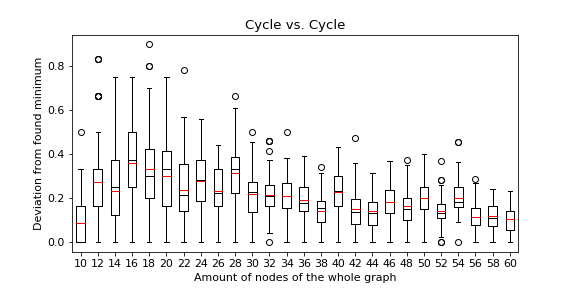 Cycle vs. Cycle
Deviation from found minimum
0.8
0.6
0.4
0.2
0.0
10 12 14 16 18 20 22 24 26 28 30 32 34 36 38 40 42 44 46 48 50 52 54 56 58 60
Amount of nodes of the whole graph